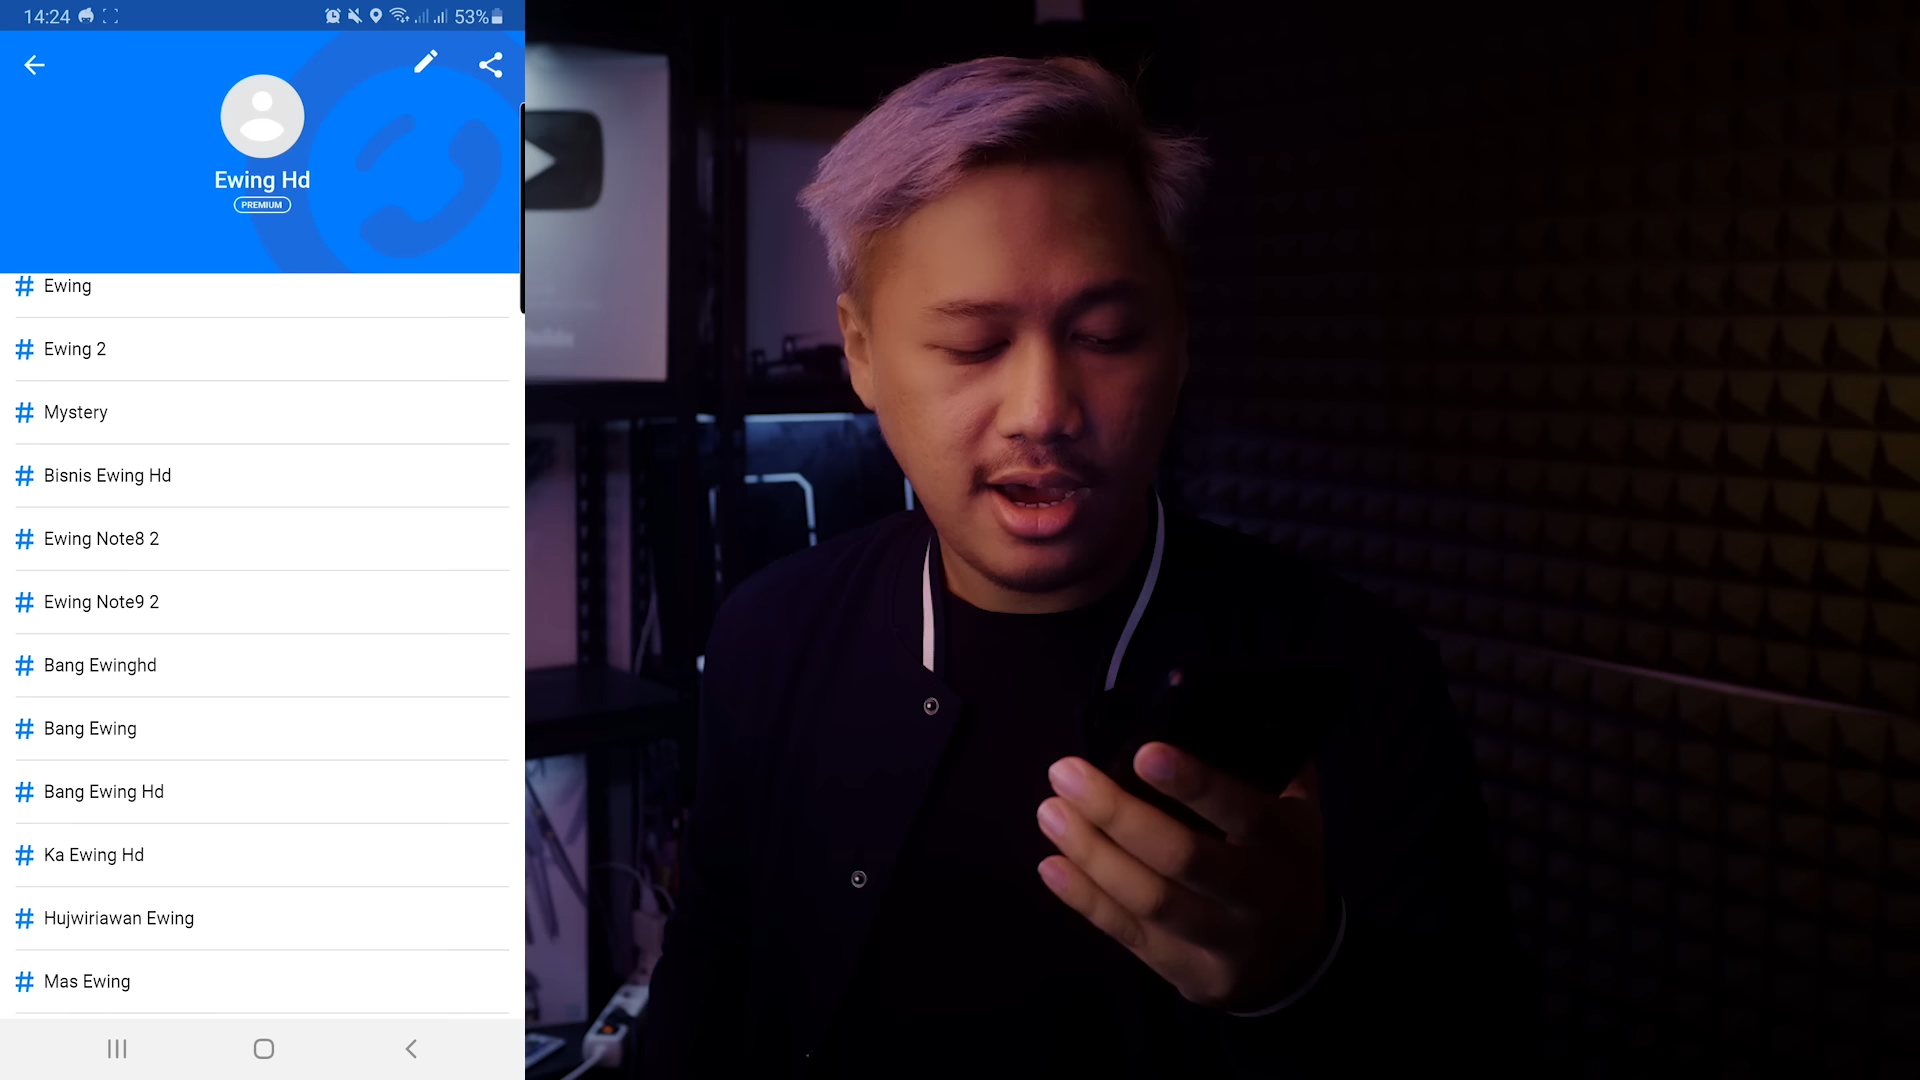 14:24
53%
Ewing Hd
PREMIUM
# Ewing
# Ewing 2
# Mystery
# Bisnis Ewing Hd
# Ewing Note8 2
# Ewing Note9 2
# Bang Ewinghd
# Bang Ewing
# Bang Ewing Hd
# Ka Ewing Hd
# Hujwiriawan Ewing
# Mas Ewing